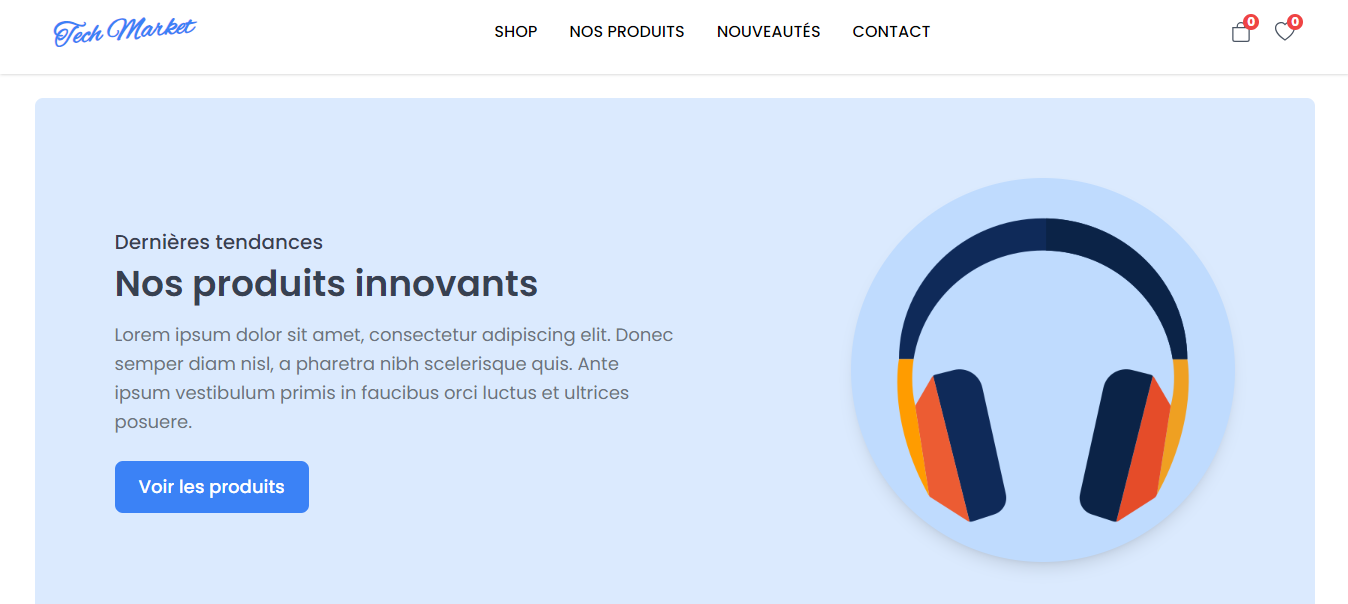 Tech Market
SHOP
NOS PRODUITS
NOUVEAUTÉS
CONTACT
0
0
Dernières tendances
Nos produits innovants
Lorem ipsum dolor sit amet, consectetur adipiscing elit. Donec
semper diam nisl, a pharetra nibh scelerisque quis. Ante
ipsum vestibulum primis in faucibus orci luctus et ultrices
posuere.
Voir les produits